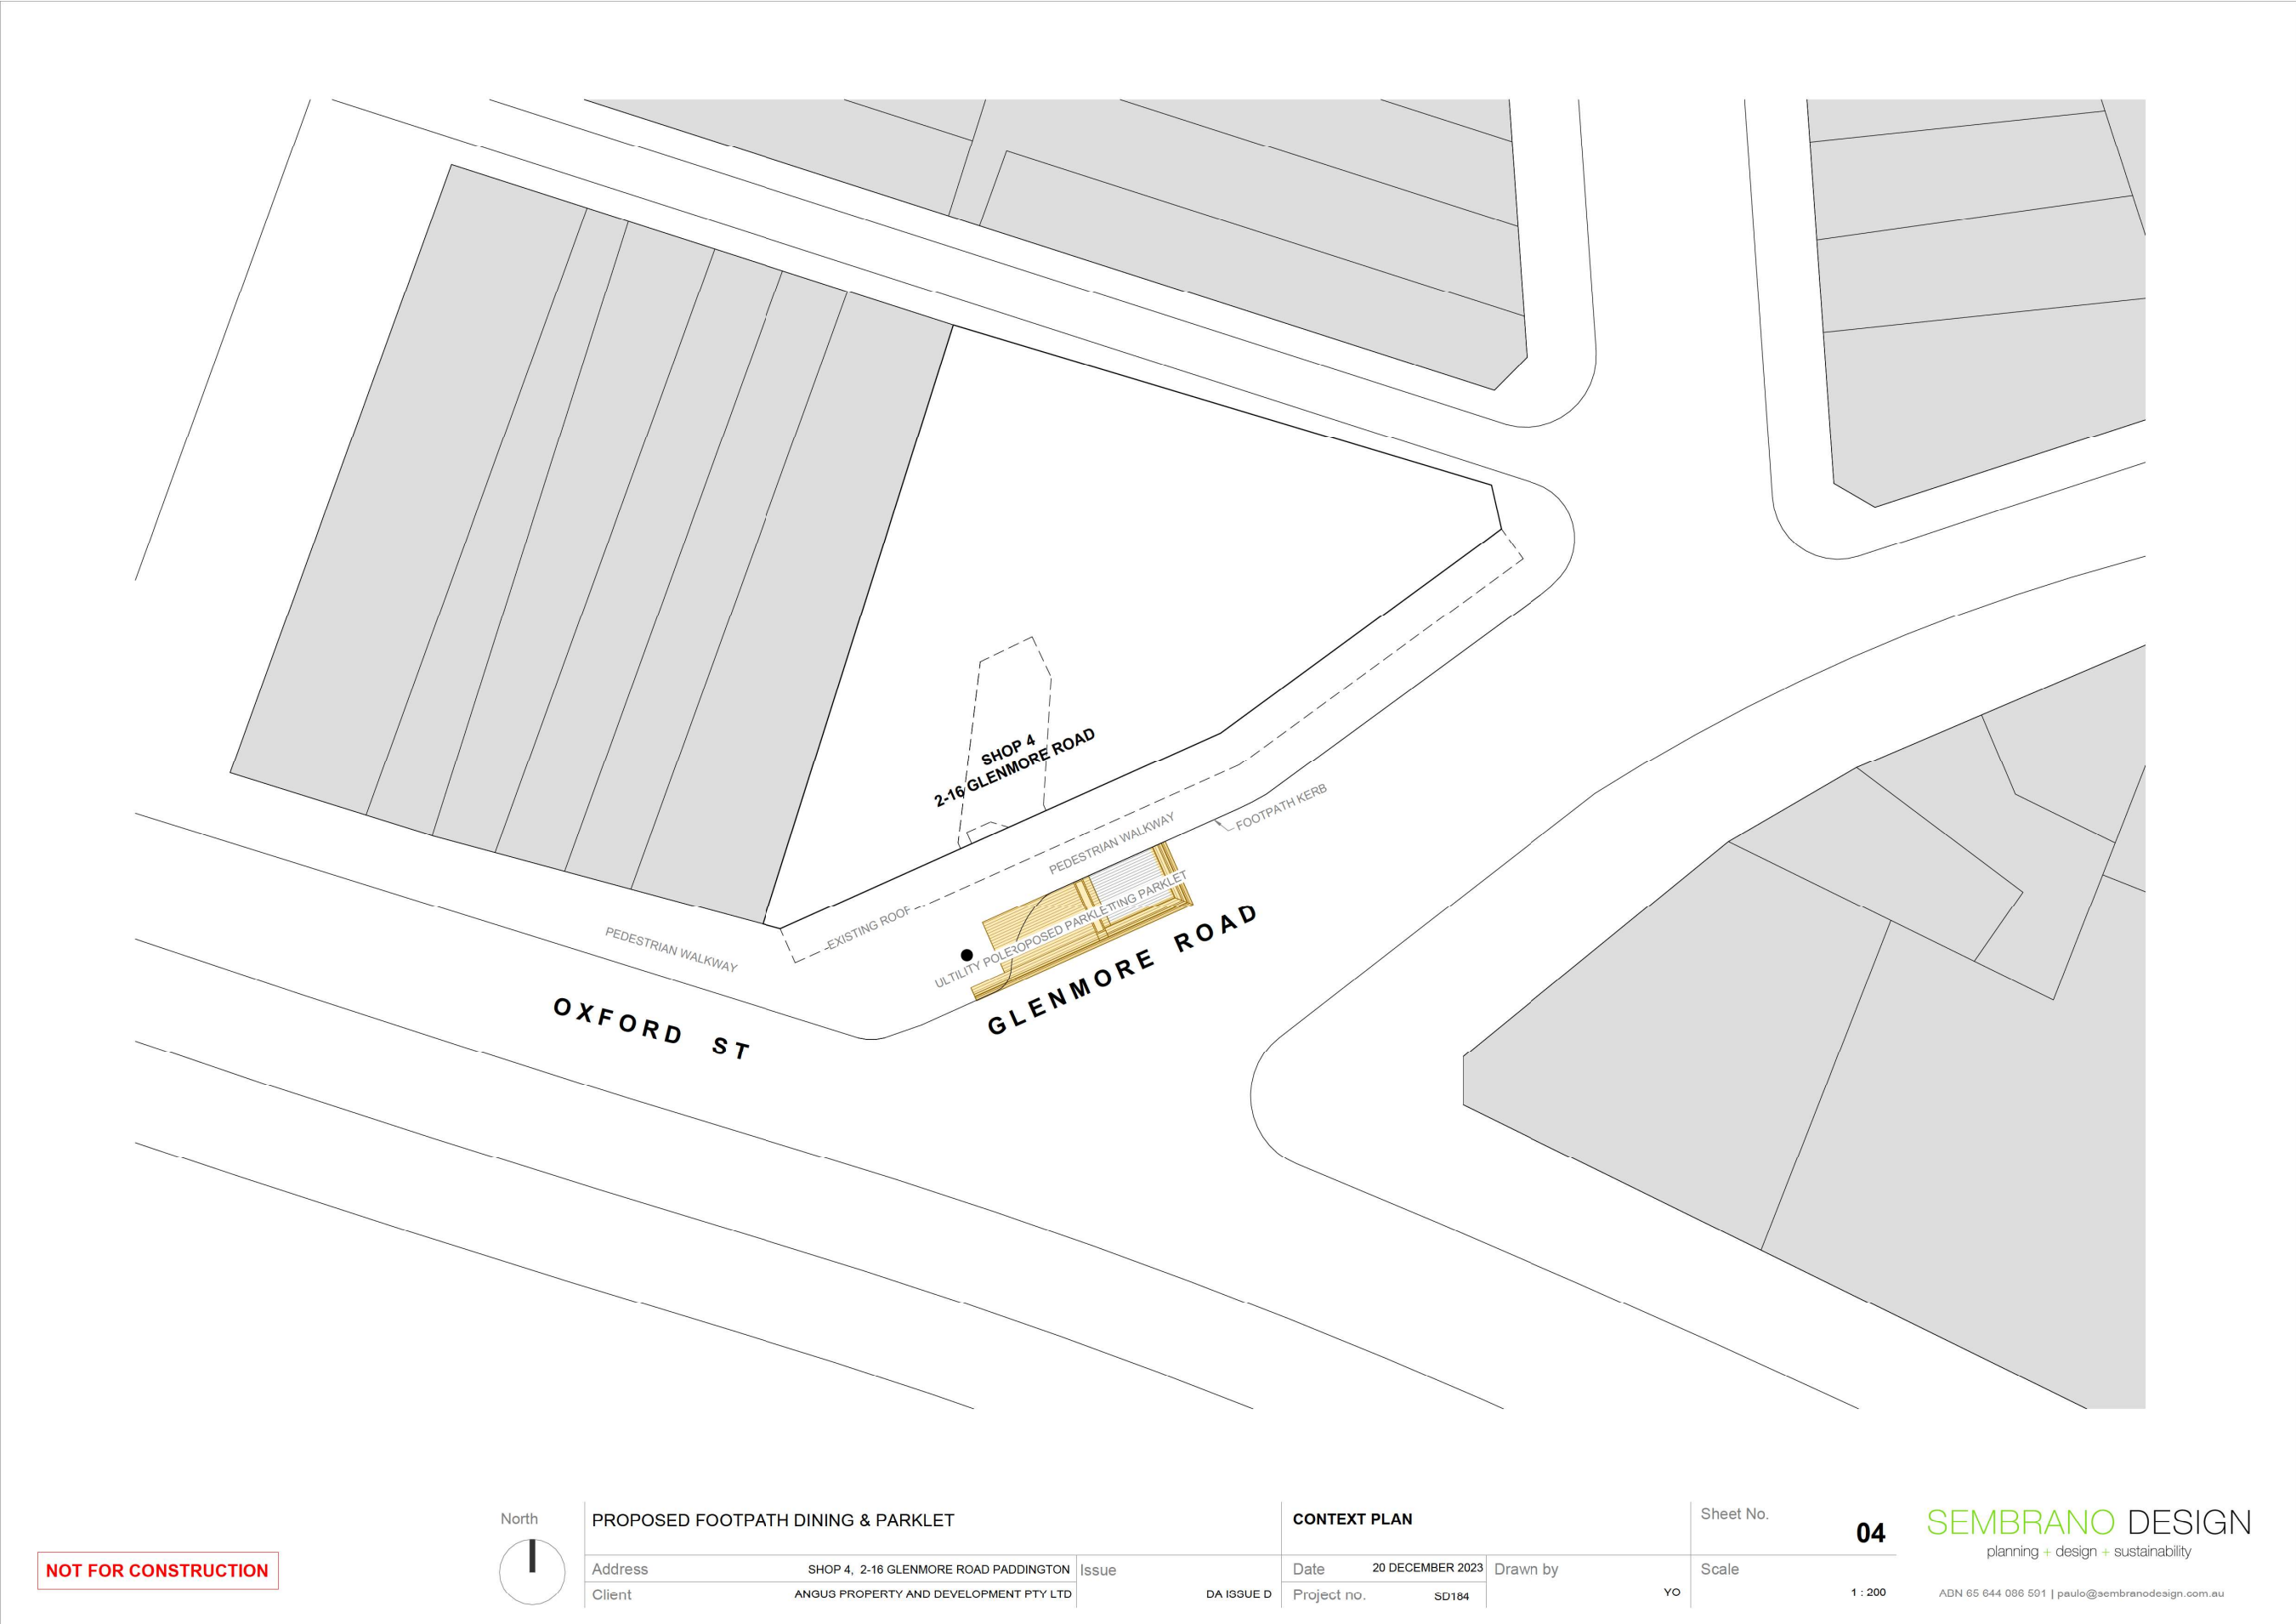 SHOP 4
2-16 GLENMORE ROAD
FOOTPATH KERB
PEDESTRIAN WALKWAY
EXISTING ROOF
PEDESTRIAN WALKWAY
ULTILITY POLE
ROPOSED PARKLET
TING PARKLET
GLENMORE ROAD
OXFORD ST
NOT FOR CONSTRUCTION
North
PROPOSED FOOTPATH DINING & PARKLET
Address SHOP 4, 2-16 GLENMORE ROAD PADDINGTON
Client ANGUS PROPERTY AND DEVELOPMENT PTY LTD
Issue
DA ISSUE D
CONTEXT PLAN
Date 20 DECEMBER 2023
Project no. SD184
Drawn by
YO
Sheet No.
04
Scale
1 : 200
SEMBRANO DESIGN
planning + design + sustainability
ABN 65 644 086 591 | paulo@sembranodesign.com.au